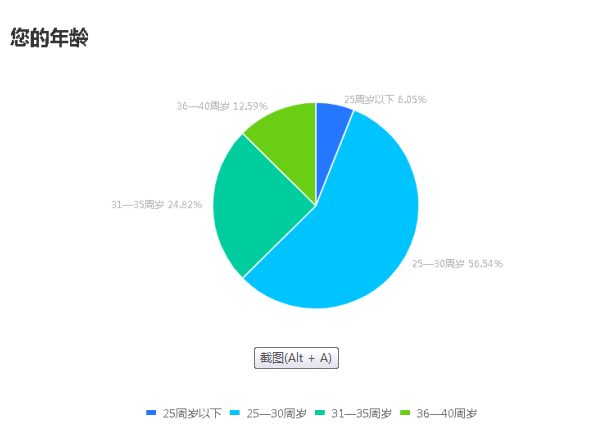 您的年龄
25周岁以下 6.05%
36—40周岁 12.59%
31—35周岁 24.82%
25—30周岁 56.54%
截图(Alt + A)
25周岁以下 25—30周岁 31—35周岁 36—40周岁